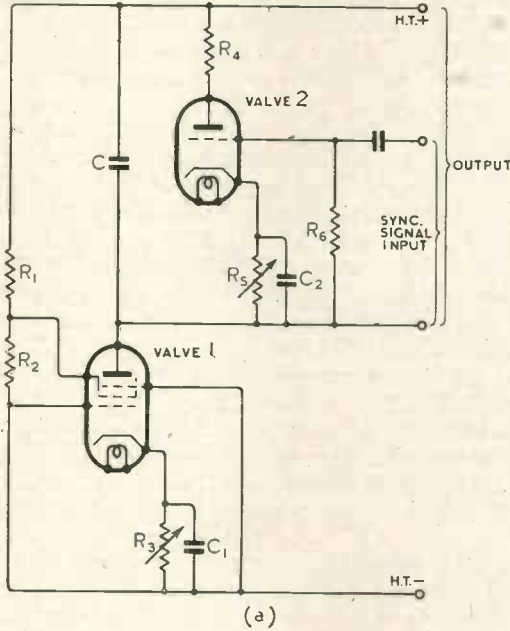 H.T.+
R4
VALVE 2
C
OUTPUT
SYNC.
SIGNAL
INPUT
R6
R5
C2
R1
R2
VALVE 1.
R3
C1
H.T.-
(a)